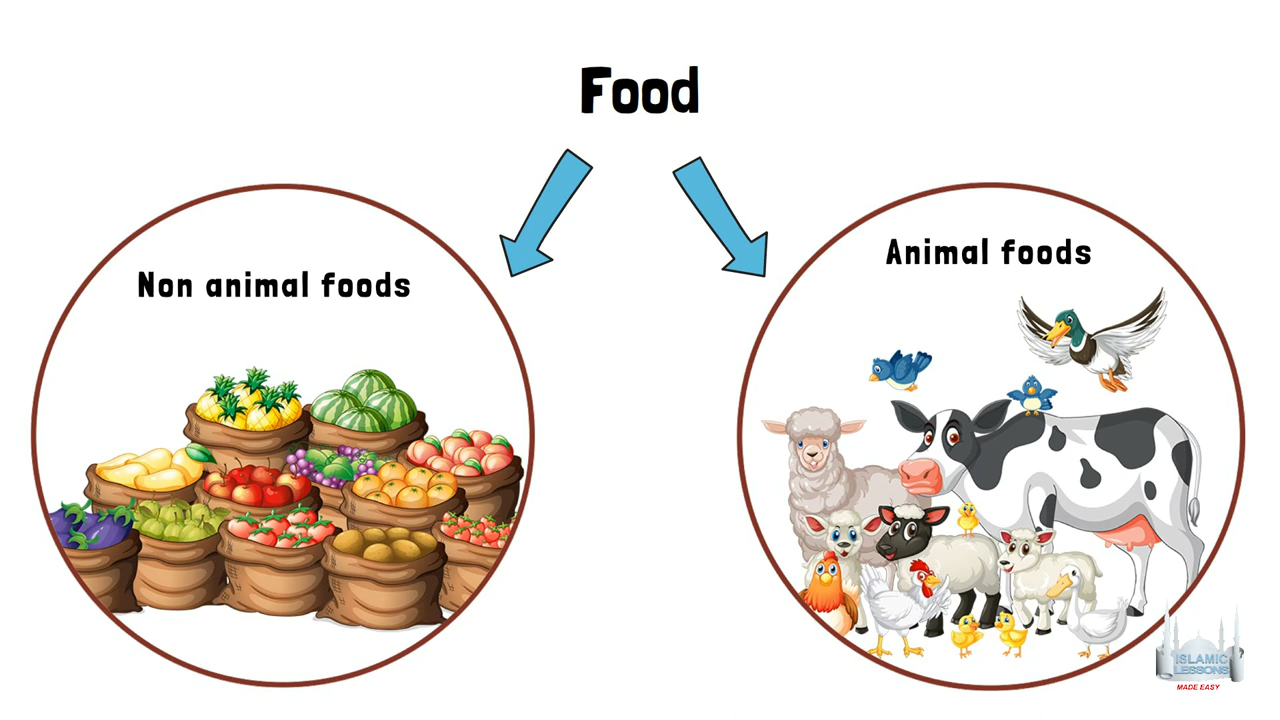 Food
Non animal foods
Animal foods
ISLAMIC
LESSONS
MADE EASY